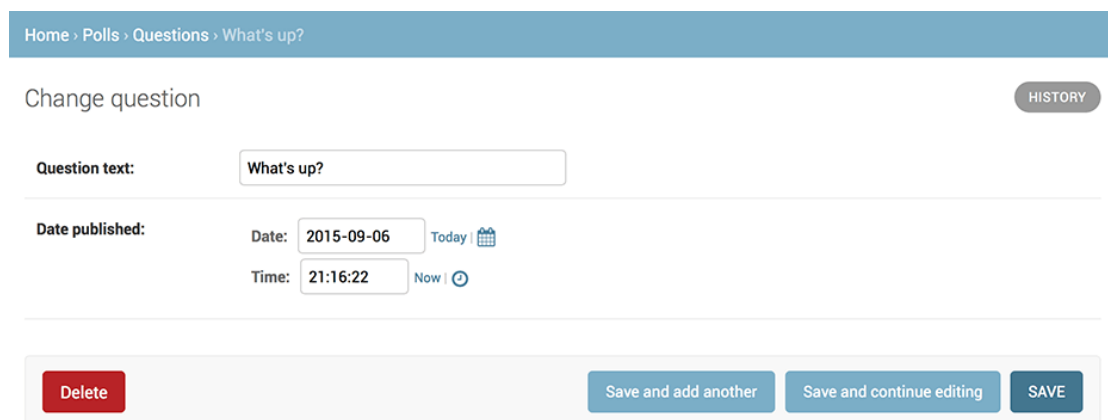 Home › Polls › Questions › What's up?
Change question
HISTORY
Question text:
What's up?
Date published:
Date: 2015-09-06 Today |
Time: 21:16:22 Now |
Delete
Save and add another
Save and continue editing
SAVE